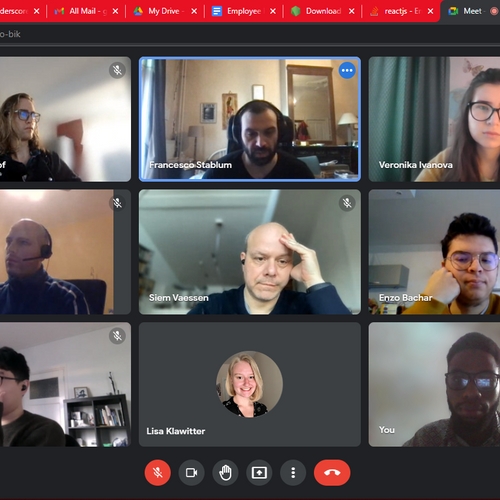 derscor
All Mail - g
My Drive -
Employee
Download
reactjs - Er
Meet -
o-bik
of
Francesco Stablum
Veronika Ivanova
Siem Vaessen
Enzo Bachar
Lisa Klawitter
You